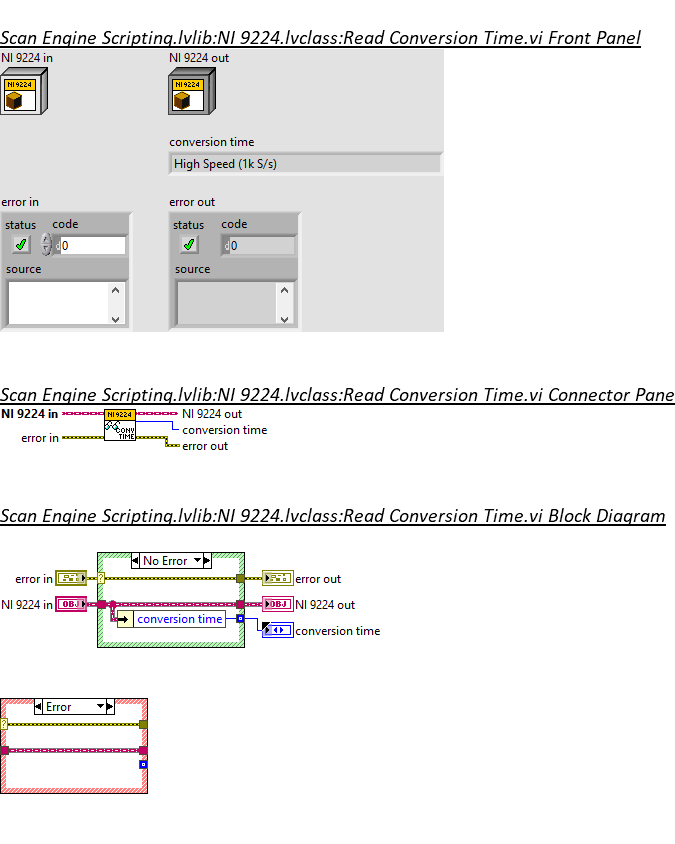 Scan Engine Scripting.lvlib:NI 9224.lvclass:Read Conversion Time.vi Front Panel
NI 9224 in NI 9224 out
NI 9224 NI 9224
conversion time
High Speed (1k S/s)
error in error out
status code status code
d 0 d 0
source source
Scan Engine Scripting.lvlib:NI 9224.lvclass:Read Conversion Time.vi Connector Pane
NI 9224 in NI 9224 NI 9224 out
CONV conversion time
error in TIME error out
Scan Engine Scripting.lvlib:NI 9224.lvclass:Read Conversion Time.vi Block Diagram
No Error
error in ? error out
NI 9224 in OBJ OBJ NI 9224 out
conversion time
conversion time
Error
?